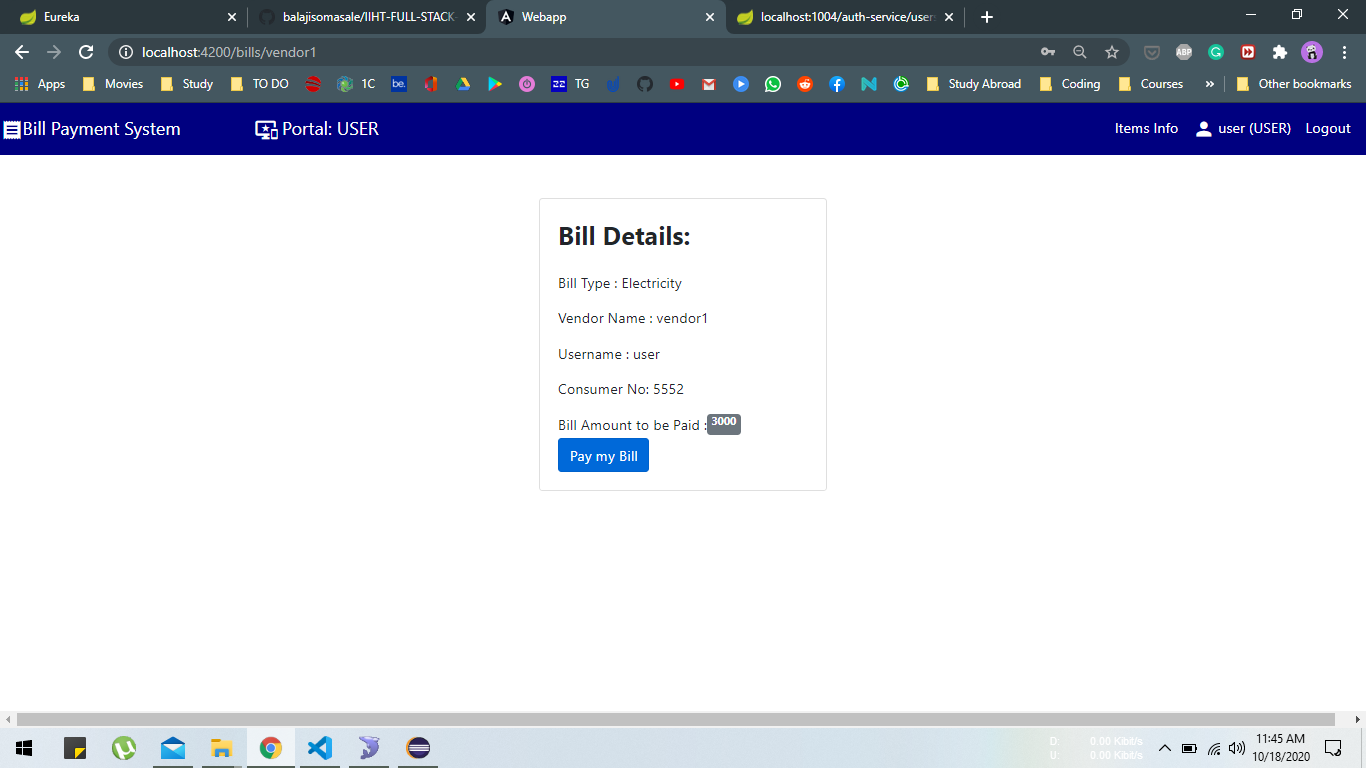 Eureka
balajisomasale/IIHT-FULL-STACK-
Webapp
localhost:1004/auth-service/user
localhost:4200/bills/vendor1
ABP
Apps Movies Study TO DO 1C be. TG Study Abroad Coding Courses » Other bookmarks
Bill Payment System Portal: USER Items Info user (USER) Logout
Bill Details:
Bill Type : Electricity
Vendor Name : vendor1
Username : user
Consumer No: 5552
Bill Amount to be Paid :3000
Pay my Bill
D: 0.00 Kibit/s
U: 0.00 Kibit/s
11:45 AM
10/18/2020